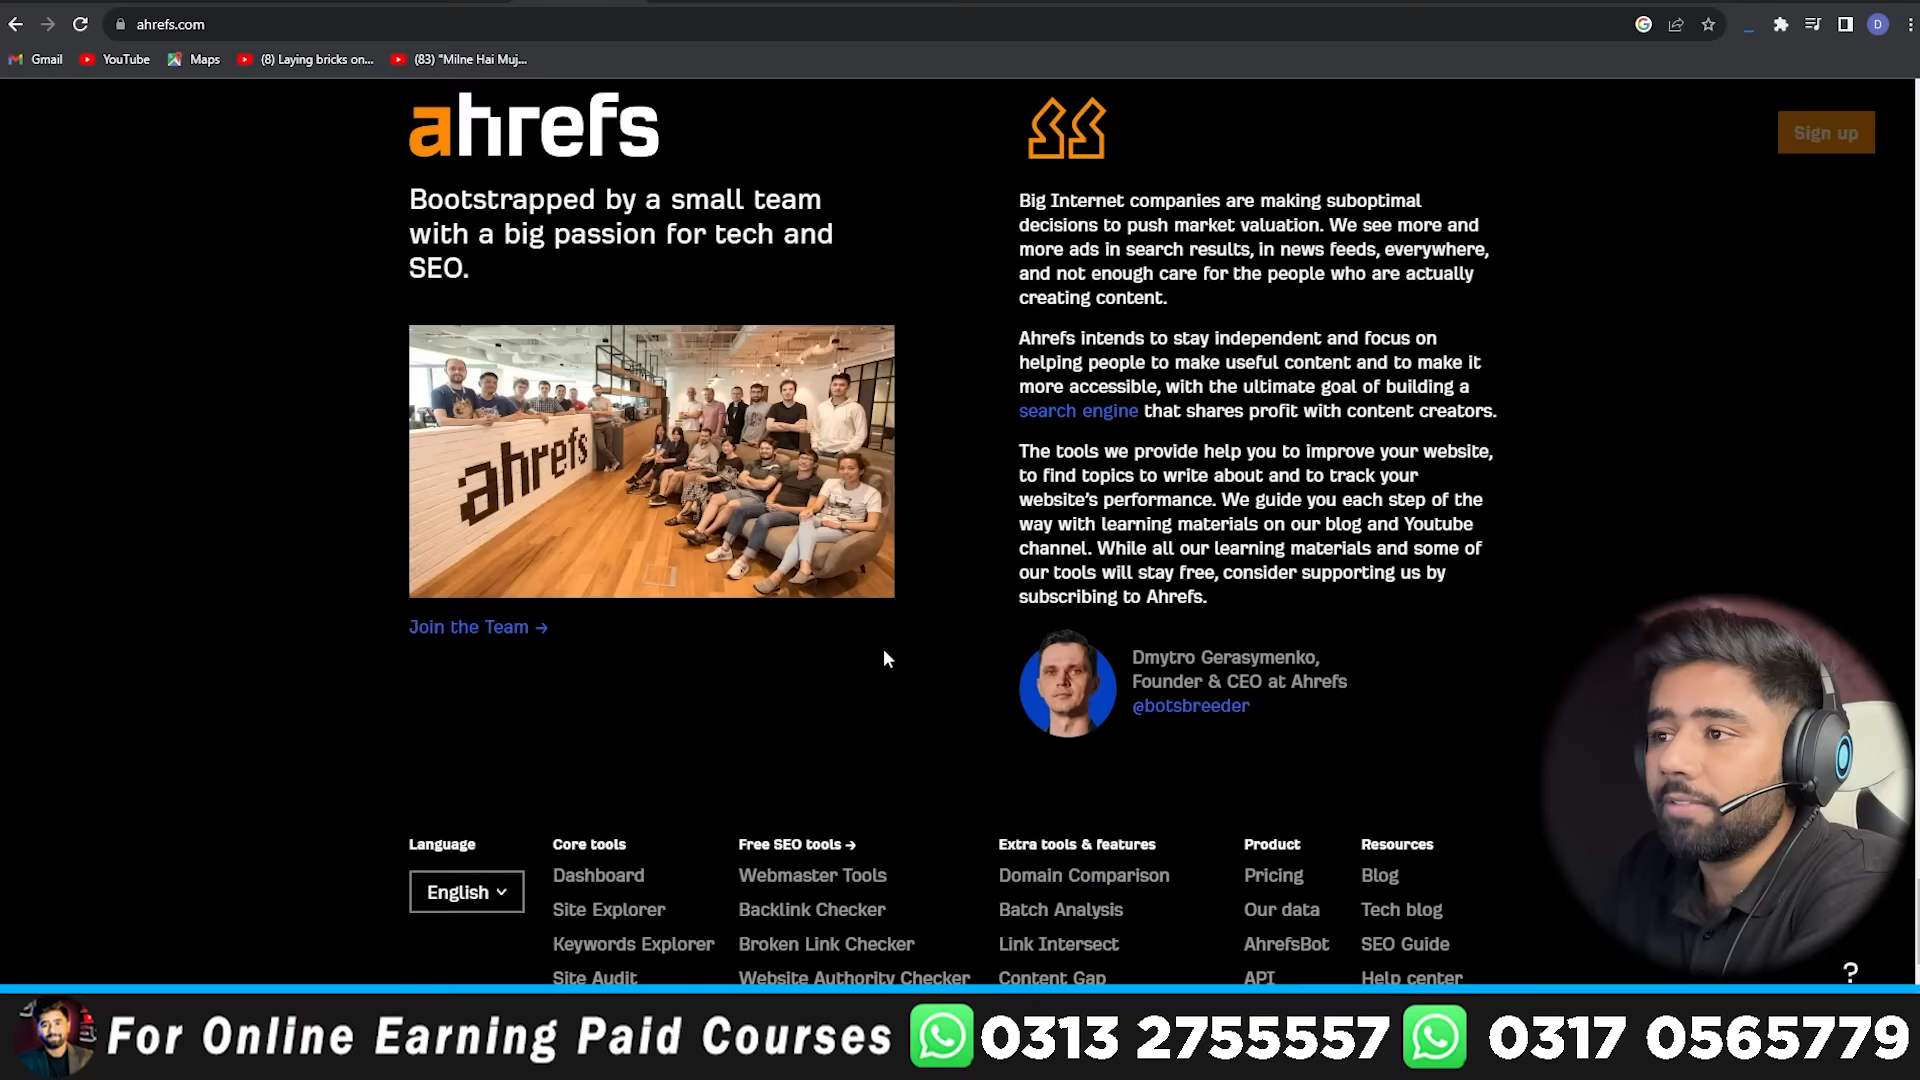 ahrefs.com
Gmail
YouTube
Maps
(8) Laying bricks on...
(83) "Milne Hai Muj...
D
ahrefs
Sign up
Bootstrapped by a small team
with a big passion for tech and
SEO.
ahrefs
Join the Team →
Big Internet companies are making suboptimal
decisions to push market valuation. We see more and
more ads in search results, in news feeds, everywhere,
and not enough care for the people who are actually
creating content.
Ahrefs intends to stay independent and focus on
helping people to make useful content and to make it
more accessible, with the ultimate goal of building a
search engine that shares profit with content creators.
The tools we provide help you to improve your website,
to find topics to write about and to track your
website's performance. We guide you each step of the
way with learning materials on our blog and Youtube
channel. While all our learning materials and some of
our tools will stay free, consider supporting us by
subscribing to Ahrefs.
Dmytro Gerasymenko,
Founder & CEO at Ahrefs
@botsbreeder
Language
English
Core tools
Dashboard
Site Explorer
Keywords Explorer
Site Audit
Free SEO tools →
Webmaster Tools
Backlink Checker
Broken Link Checker
Website Authority Checker
Extra tools & features
Domain Comparison
Batch Analysis
Link Intersect
Content Gap
Product
Pricing
Our data
AhrefsBot
API
Resources
Blog
Tech blog
SEO Guide
Help center
?
For Online Earning Paid Courses 0313 2755557 0317 0565779